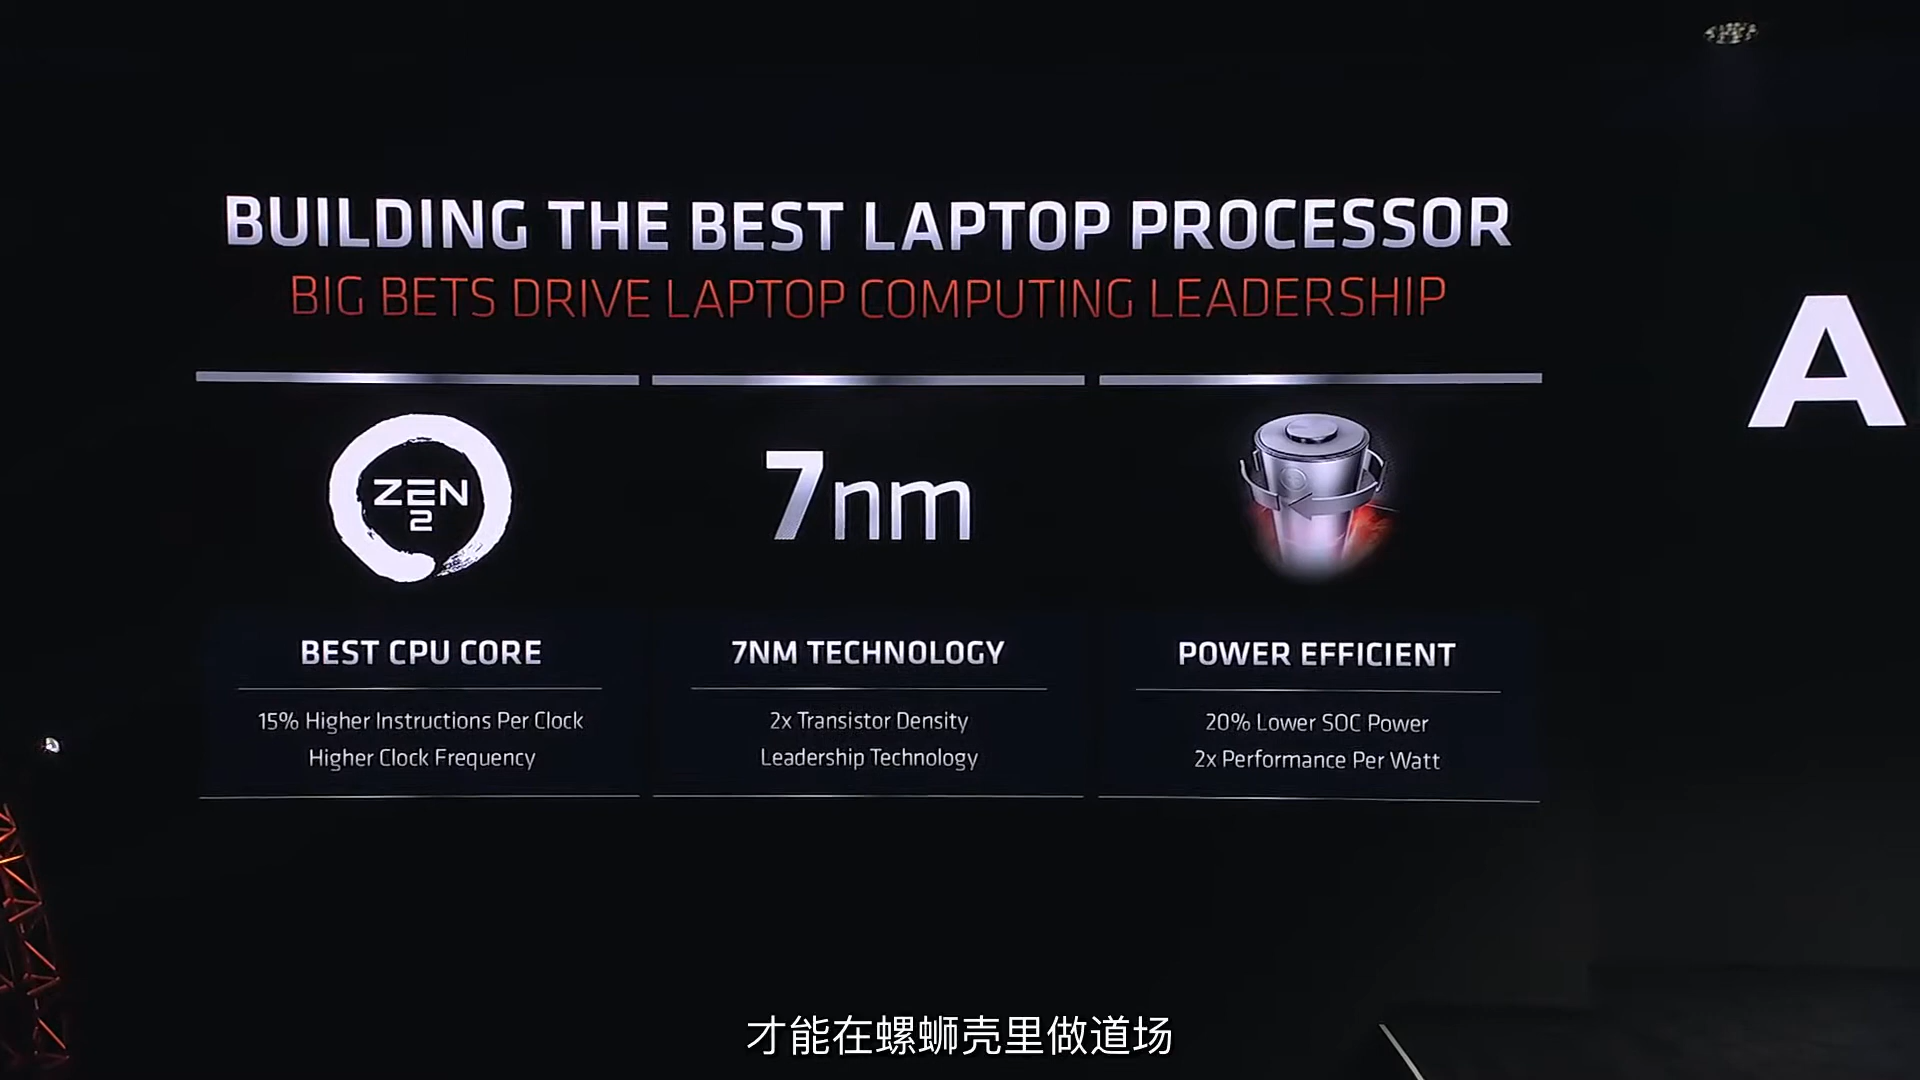 BUILDING THE BEST LAPTOP PROCESSOR
BIG BETS DRIVE LAPTOP COMPUTING LEADERSHIP
A
ZEN
2
7nm
BEST CPU CORE
15% Higher Instructions Per Clock
Higher Clock Frequency
7NM TECHNOLOGY
2x Transistor Density
Leadership Technology
POWER EFFICIENT
20% Lower SOC Power
2x Performance Per Watt
才能在螺蛳壳里做道场